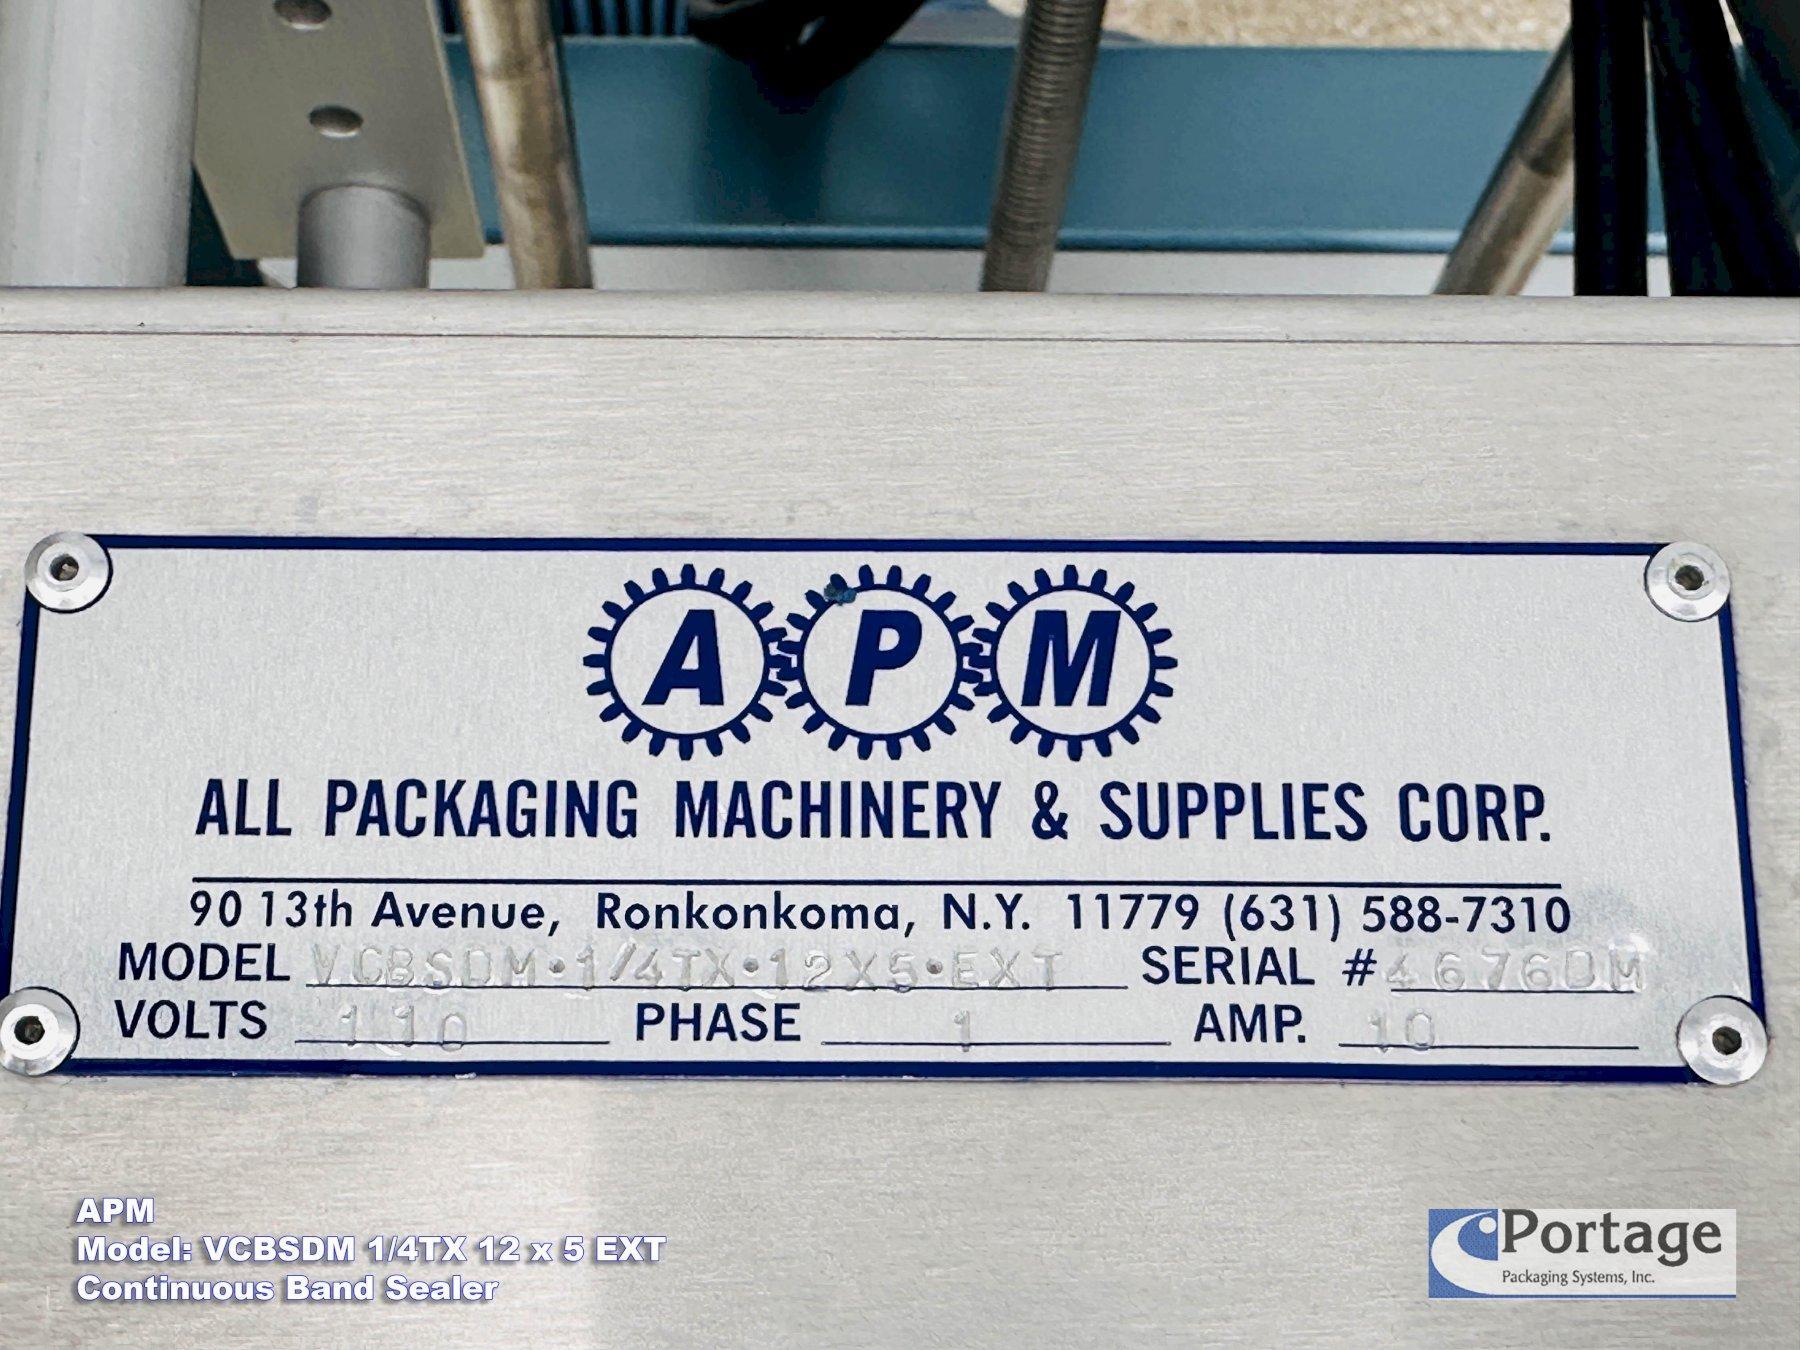 A P M
ALL PACKAGING MACHINERY & SUPPLIES CORP.
90 13th Avenue, Ronkonkoma, N.Y. 11779 (631) 588-7310
MODEL VCBSDM•1/4TX•12X5•EXT SERIAL #4676DM
VOLTS 110 PHASE 1 AMP. 10
APM
Model: VCBSDM 1/4TX 12 x 5 EXT
Continuous Band Sealer
Portage
Packaging Systems, Inc.